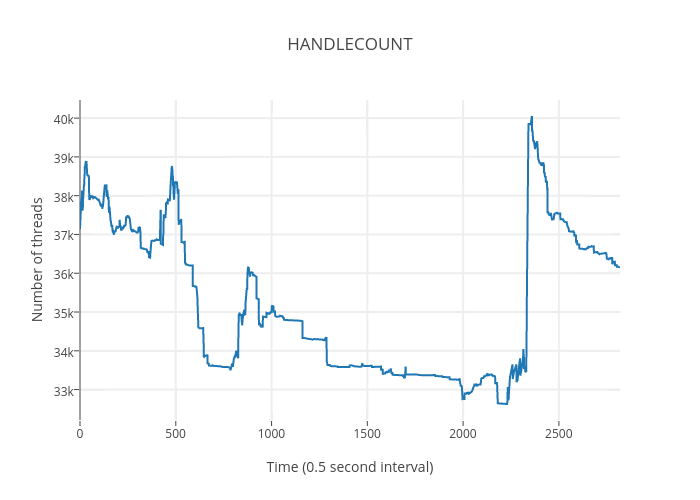 HANDLECOUNT
40k
39k
38k
37k
36k
35k
34k
33k
Number of threads
0 500 1000 1500 2000 2500
Time (0.5 second interval)